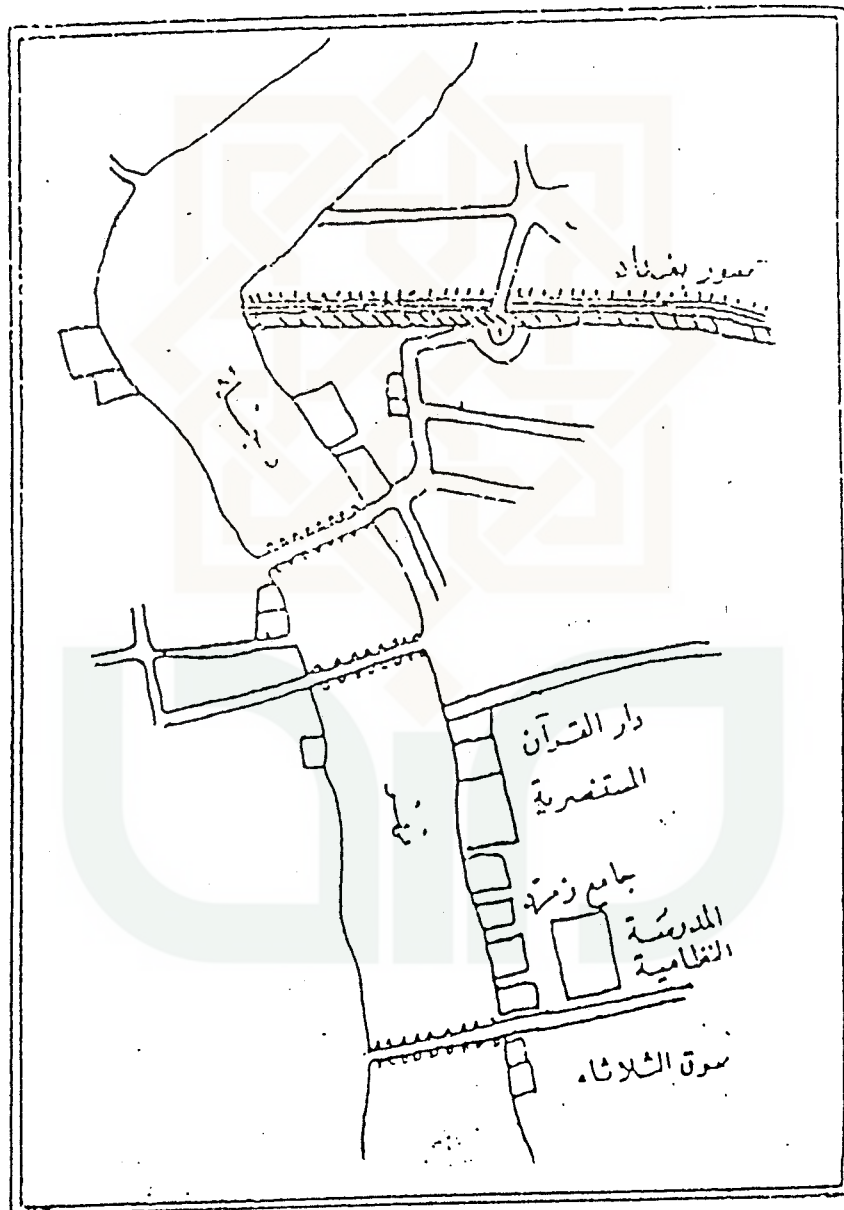 سور بغداد
دار القرآن
المستنصرية
جامع زمرد
المدرسة
النظامية
سوق الثلاثاء